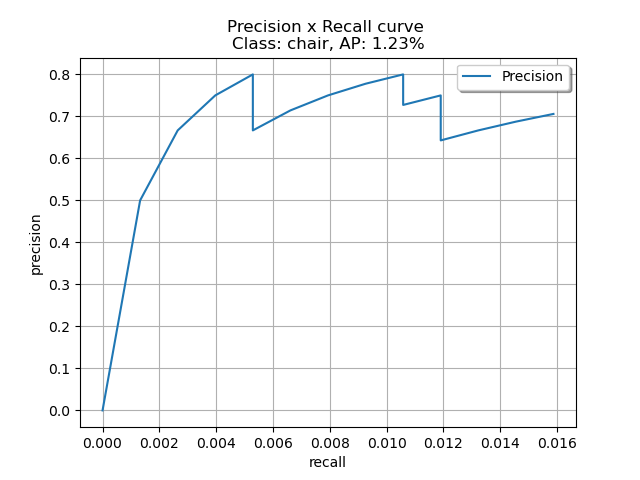 Precision x Recall curve
Class: chair, AP: 1.23%
Precision
precision
0.8
0.7
0.6
0.5
0.4
0.3
0.2
0.1
0.0
0.000 0.002 0.004 0.006 0.008 0.010 0.012 0.014 0.016
recall